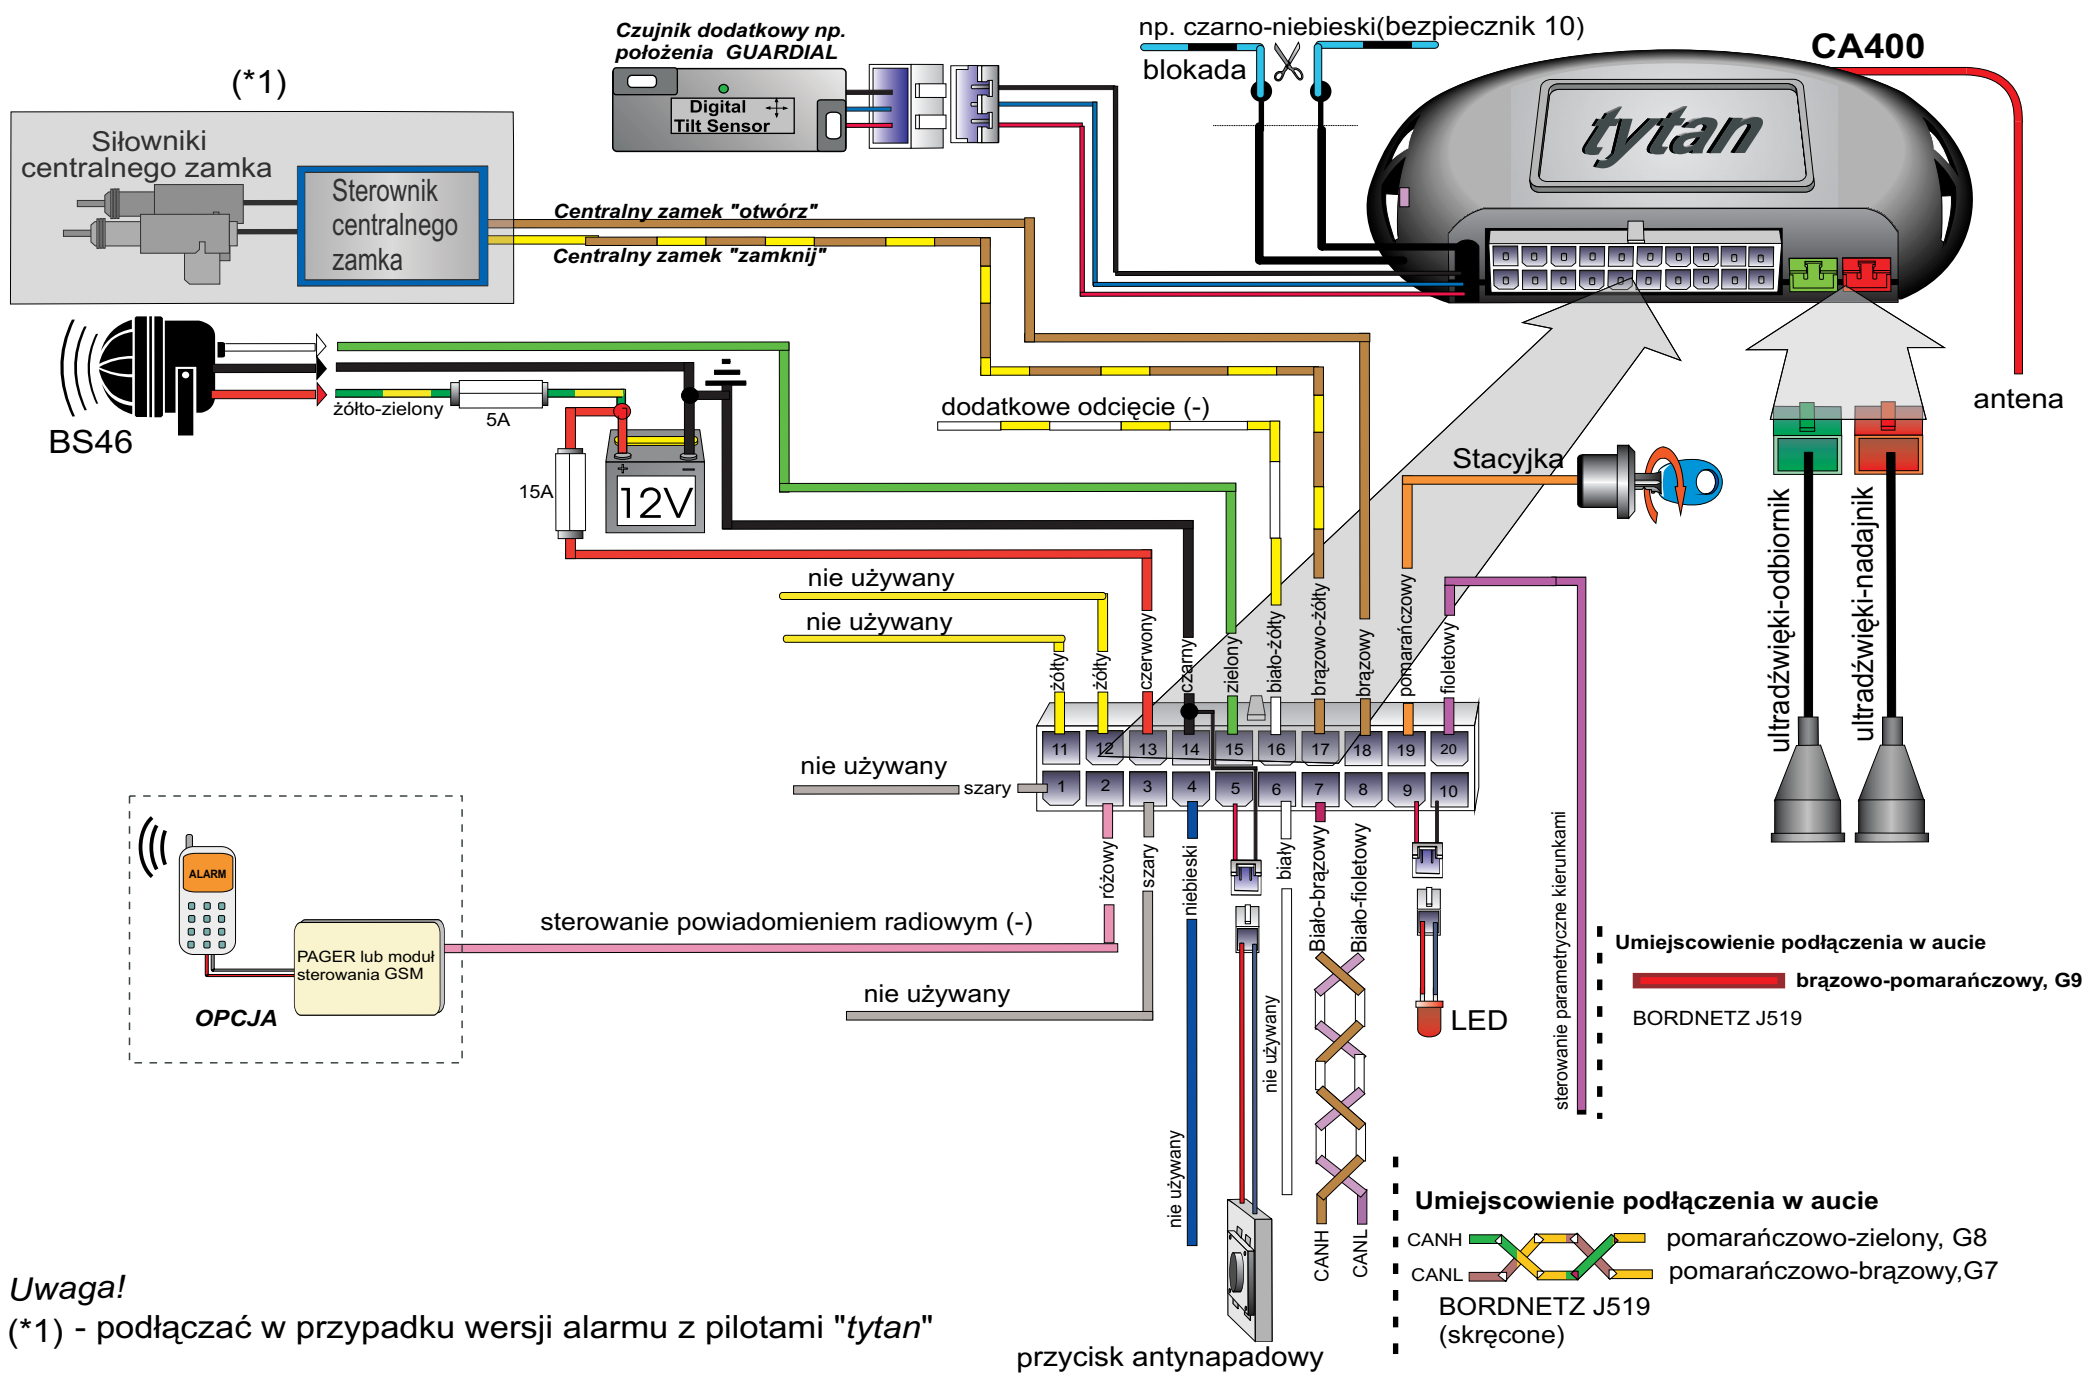 Czujnik dodatkowy np.
położenia GUARDIAL
Digital
Tilt Sensor
np. czarno-niebieski(bezpiecznik 10)
blokada
CA400
tytan
antena
(*1)
Siłowniki
centralnego zamka
Sterownik
centralnego
zamka
Centralny zamek "otwórz"
Centralny zamek "zamknij"
BS46
żółto-zielony
5A
15A
+ −
12V
dodatkowe odcięcie (-)
Stacyjka
ultradźwięki-odbiornik
ultradźwięki-nadajnik
nie używany
nie używany
żółty
żółty
czerwony
czarny
zielony
biało-żółty
brązowo-żółty
brązowy
pomarańczowy
fioletowy
11 12 13 14 15 16 17 18 19 20
1 2 3 4 5 6 7 8 9 10
nie używany
szary
różowy
szary
niebieski
biały
Biało-brązowy
Biało-fioletowy
ALARM
PAGER lub moduł
sterowania GSM
OPCJA
sterowanie powiadomieniem radiowym (-)
nie używany
nie używany
nie używany
LED
sterowanie parametryczne kierunkami
Umiejscowienie podłączenia w aucie
brązowo-pomarańczowy, G9
BORDNETZ J519
CANH
CANL
Umiejscowienie podłączenia w aucie
CANH
pomarańczowo-zielony, G8
CANL
pomarańczowo-brązowy,G7
BORDNETZ J519
(skręcone)
przycisk antynapadowy
Uwaga!
(*1) - podłączać w przypadku wersji alarmu z pilotami "tytan"